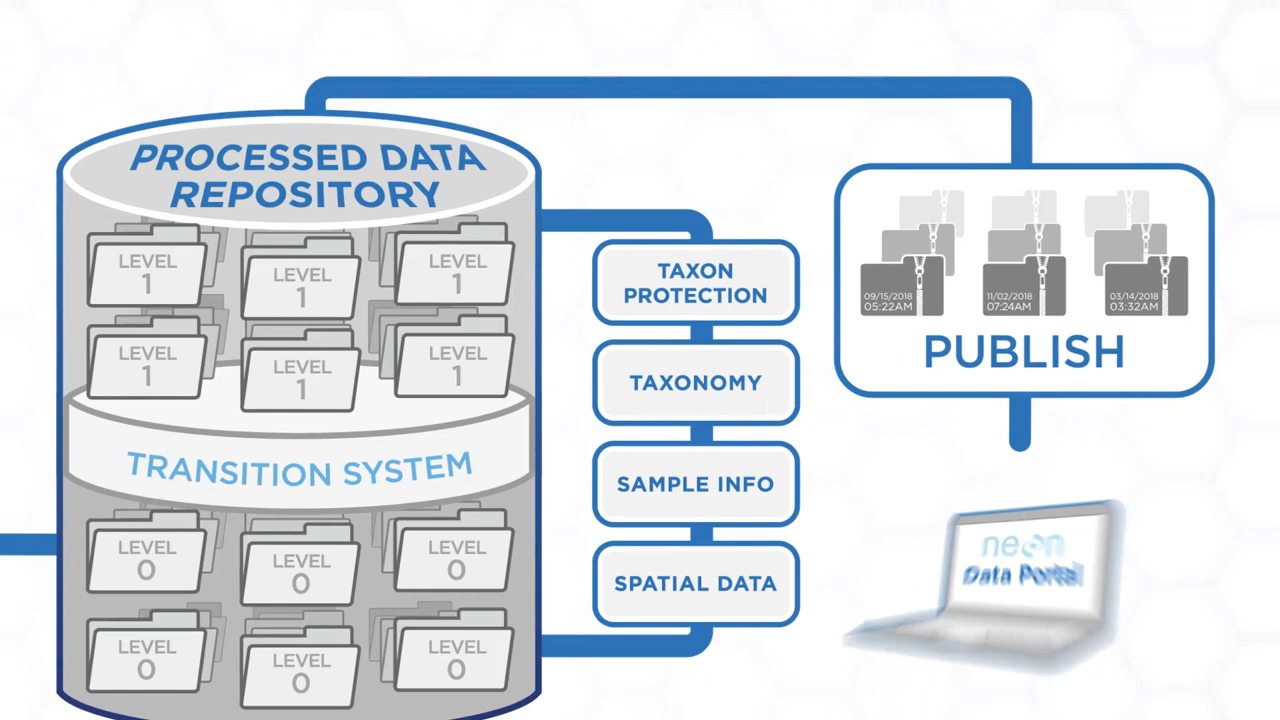 PROCESSED DATA
REPOSITORY
LEVEL
1
LEVEL
1
LEVEL
1
LEVEL
1
LEVEL
1
LEVEL
1
TRANSITION SYSTEM
LEVEL
0
LEVEL
0
LEVEL
0
LEVEL
0
LEVEL
0
LEVEL
0
TAXON
PROTECTION
TAXONOMY
SAMPLE INFO
SPATIAL DATA
09/15/2018
05:22AM
11/02/2018
07:24AM
03/14/2018
03:32AM
PUBLISH
neon
Data Portal